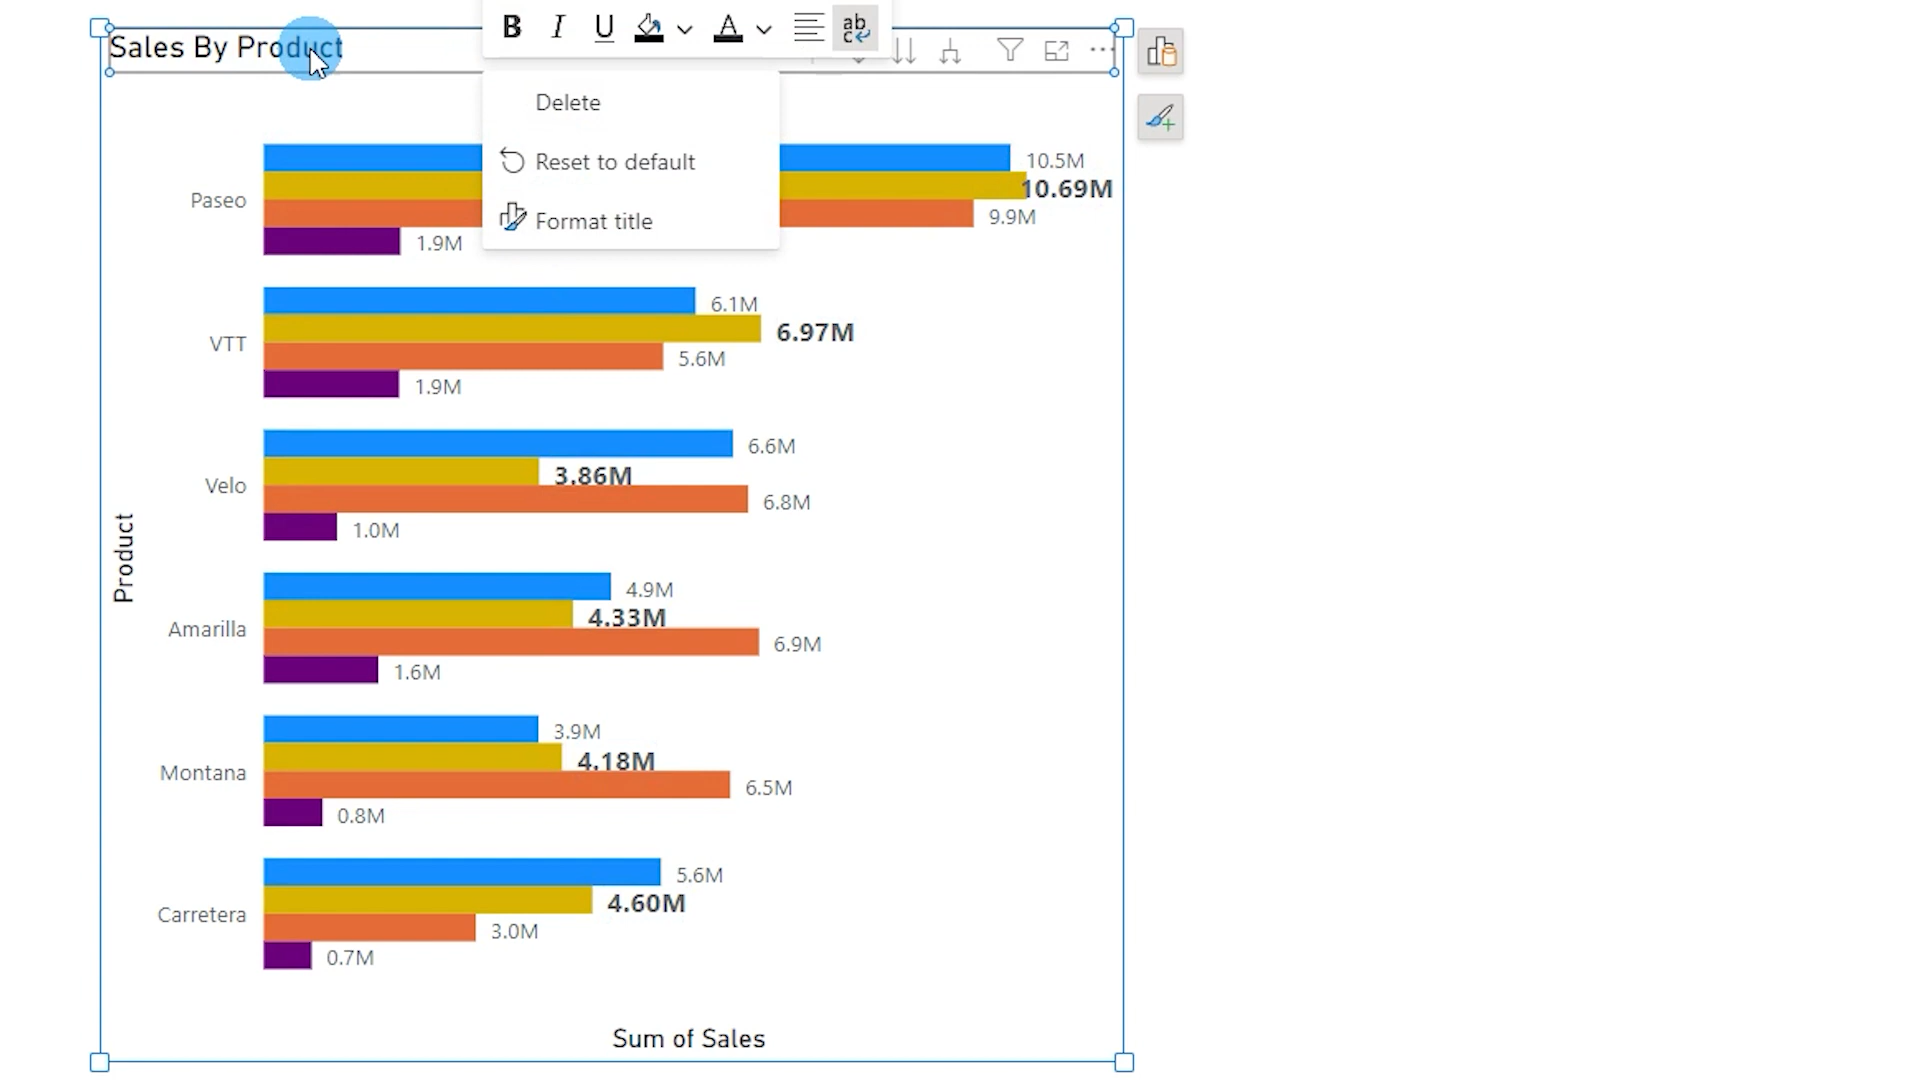 B I U A ab c
Sales By Product
Delete
Reset to default
Format title
10.5M
10.69M
Paseo
9.9M
1.9M
6.1M
6.97M
VTT
5.6M
1.9M
6.6M
3.86M
Velo
6.8M
1.0M
Product
4.9M
4.33M
Amarilla
6.9M
1.6M
3.9M
4.18M
Montana
6.5M
0.8M
5.6M
4.60M
Carretera
3.0M
0.7M
Sum of Sales